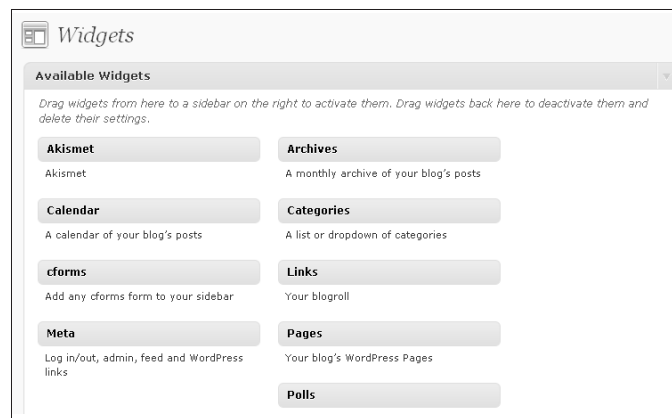 Widgets
Available Widgets
Drag widgets from here to a sidebar on the right to activate them. Drag widgets back here to deactivate them and
delete their settings.
Akismet
Akismet
Archives
A monthly archive of your blog's posts
Calendar
A calendar of your blog's posts
Categories
A list or dropdown of categories
cforms
Add any cforms form to your sidebar
Links
Your blogroll
Meta
Log in/out, admin, feed and WordPress
links
Pages
Your blog's WordPress Pages
Polls